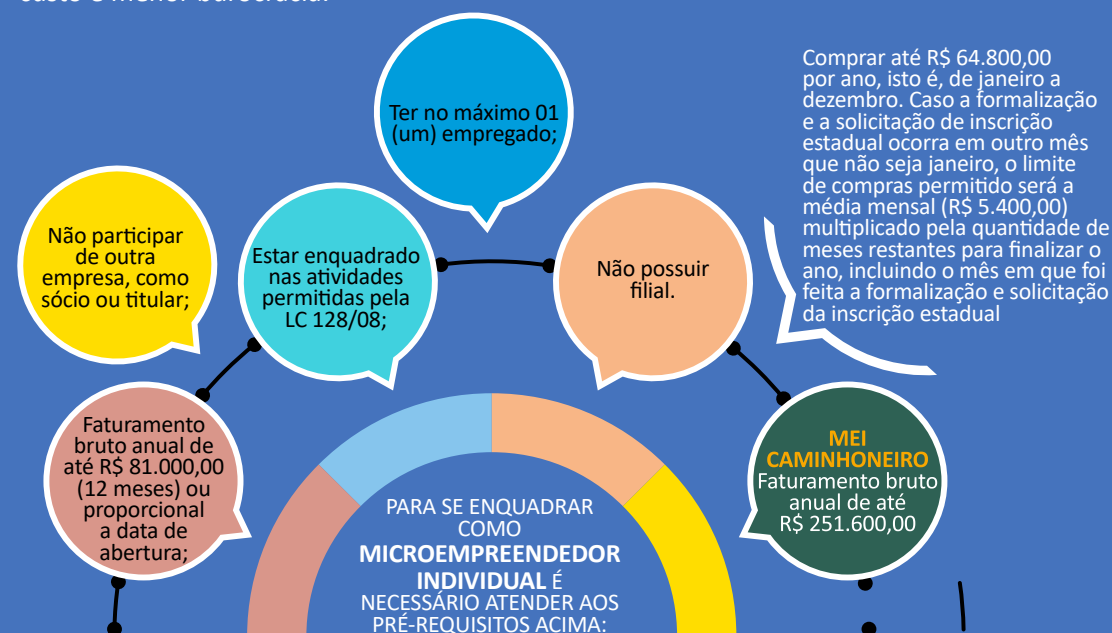 Ter no máximo 01
(um) empregado;
Comprar até R$ 64.800,00
por ano, isto é, de janeiro a
dezembro. Caso a formalização
e a solicitação de inscrição
estadual ocorra em outro mês
que não seja janeiro, o limite
de compras permitido será a
média mensal (R$ 5.400,00)
multiplicado pela quantidade de
meses restantes para finalizar o
ano, incluindo o mês em que foi
feita a formalização e solicitação
da inscrição estadual
Não participar
de outra
empresa, como
sócio ou titular;
Estar enquadrado
nas atividades
permitidas pela
LC 128/08;
Não possuir
filial.
Faturamento
bruto anual de
até R$ 81.000,00
(12 meses) ou
proporcional
a data de
abertura;
MEI
CAMINHONEIRO
Faturamento bruto
anual de até
R$ 251.600,00
PARA SE ENQUADRAR
COMO
MICROEMPREENDEDOR
INDIVIDUAL É
NECESSÁRIO ATENDER AOS
PRÉ-REQUISITOS ACIMA: